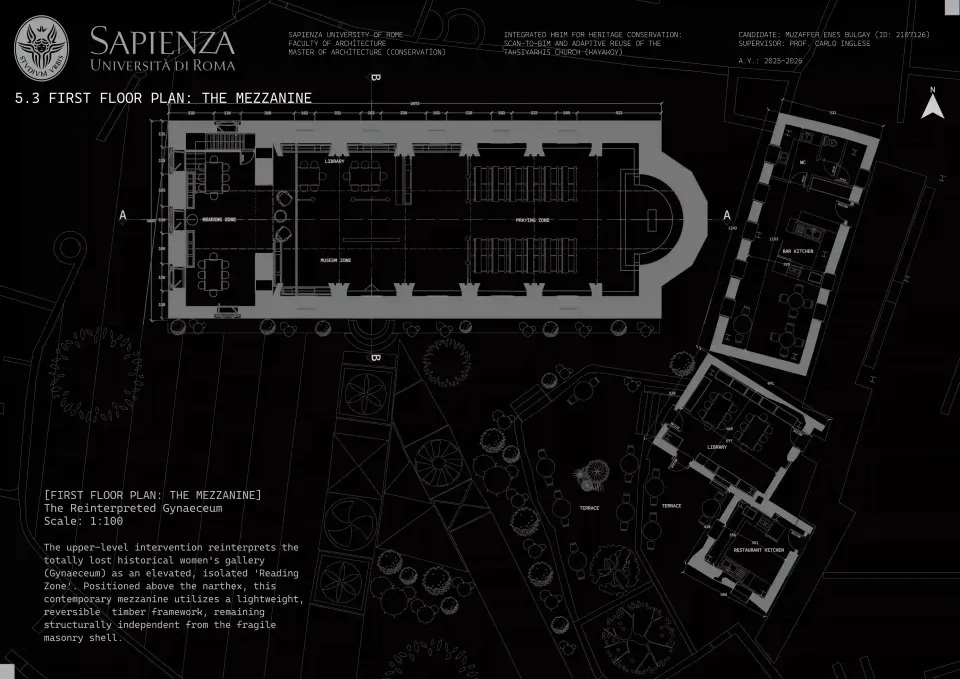 SAPIENZA
UNIVERSITÀ DI ROMA
STUDIUM URBIS
SAPIENZA UNIVERSITY OF ROME
FACULTY OF ARCHITECTURE
MASTER OF ARCHITECTURE (CONSERVATION)
INTEGRATED HBIM FOR HERITAGE CONSERVATION:
SCAN-TO-BIM AND ADAPTIVE REUSE OF THE
TAHSIYARHIS CHURCH (HAYAKOY)
CANDIDATE: MUZAFFER ENES BULGAY (ID: 2107126)
SUPERVISOR: PROF. CARLO INGLESE
A.Y.: 2025-2026
5.3 FIRST FLOOR PLAN: THE MEZZANINE
N
B
A
A
B
LIBRARY
READING ZONE
PRAYING ZONE
MUSEUM ZONE
WC
BAR KITCHEN
LIBRARY
TERRACE
TERRACE
RESTAURANT KITCHEN
[FIRST FLOOR PLAN: THE MEZZANINE]
The Reinterpreted Gynaeceum
Scale: 1:100
The upper-level intervention reinterprets the
totally lost historical women's gallery
(Gynaeceum) as an elevated, isolated 'Reading
Zone'. Positioned above the narthex, this
contemporary mezzanine utilizes a lightweight,
reversible timber framework, remaining
structurally independent from the fragile
masonry shell.